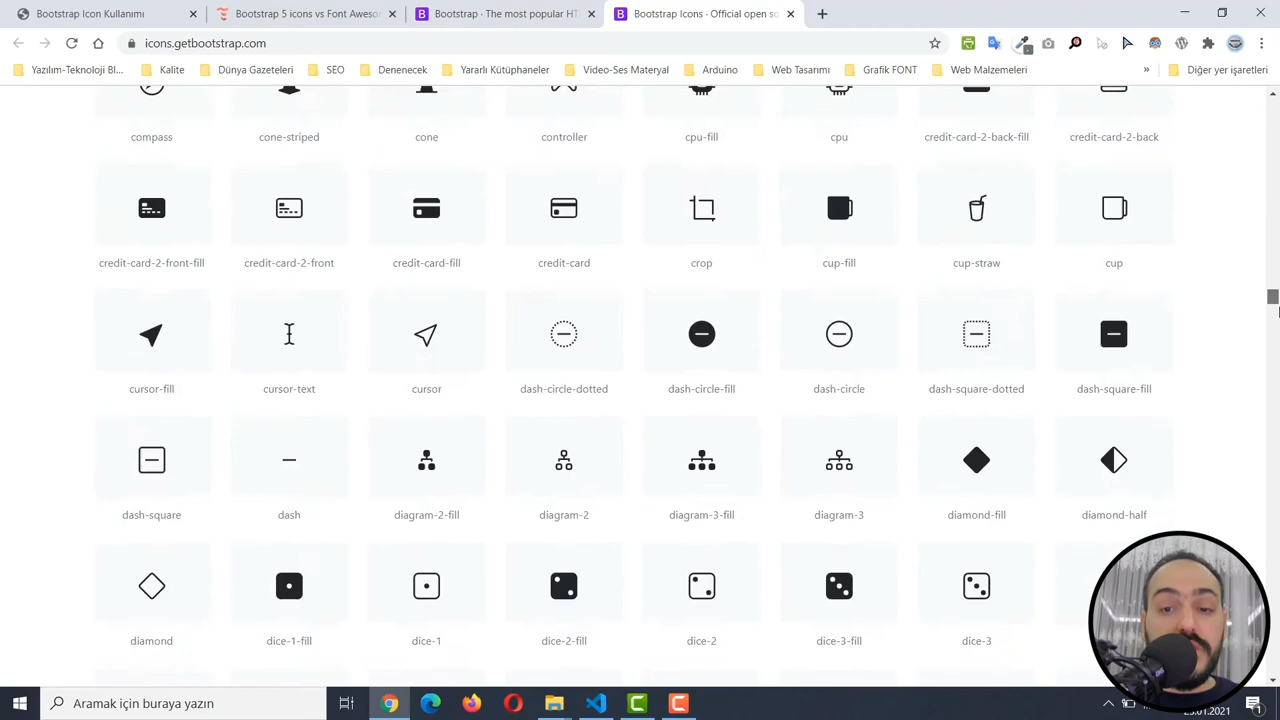 Bootstrap Icon Kullanımı
Bootstrap 5 icons vs Font Aweson
Bootstrap · The most popular HT
Bootstrap Icons · Official open so
icons.getbootstrap.com
Yazılım-Teknoloji Bl...
Kalite
Dünya Gazeteleri
SEO
Denenecek
Yararlı Kütüphaneler
Video-Ses Materyal
Arduino
Web Tasarımı
Grafik FONT
Web Malzemeleri
»
Diğer yer işaretleri
compass
cone-striped
cone
controller
cpu-fill
cpu
credit-card-2-back-fill
credit-card-2-back
credit-card-2-front-fill
credit-card-2-front
credit-card-fill
credit-card
crop
cup-fill
cup-straw
cup
cursor-fill
cursor-text
cursor
dash-circle-dotted
dash-circle-fill
dash-circle
dash-square-dotted
dash-square-fill
dash-square
dash
diagram-2-fill
diagram-2
diagram-3-fill
diagram-3
diamond-fill
diamond-half
diamond
dice-1-fill
dice-1
dice-2-fill
dice-2
dice-3-fill
dice-3
Aramak için buraya yazın
25.01.2021
1